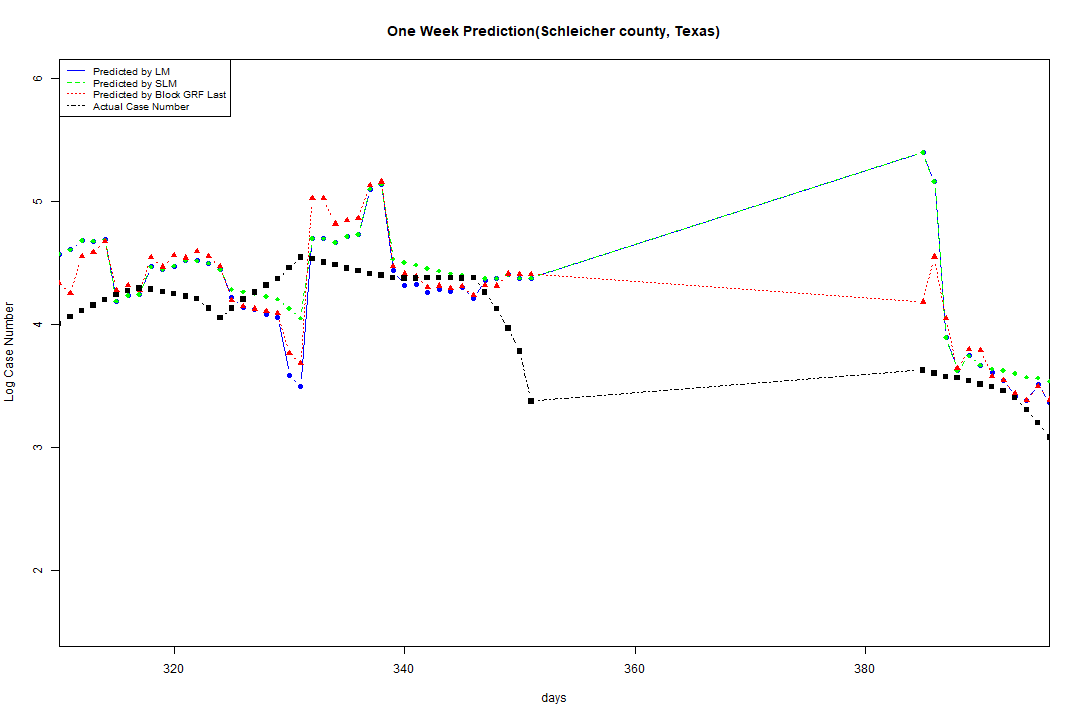 One Week Prediction(Schleicher county, Texas)
Predicted by LM
Predicted by SLM
Predicted by Block GRF Last
Actual Case Number
6
5
4
3
2
Log Case Number
320 340 360 380
days